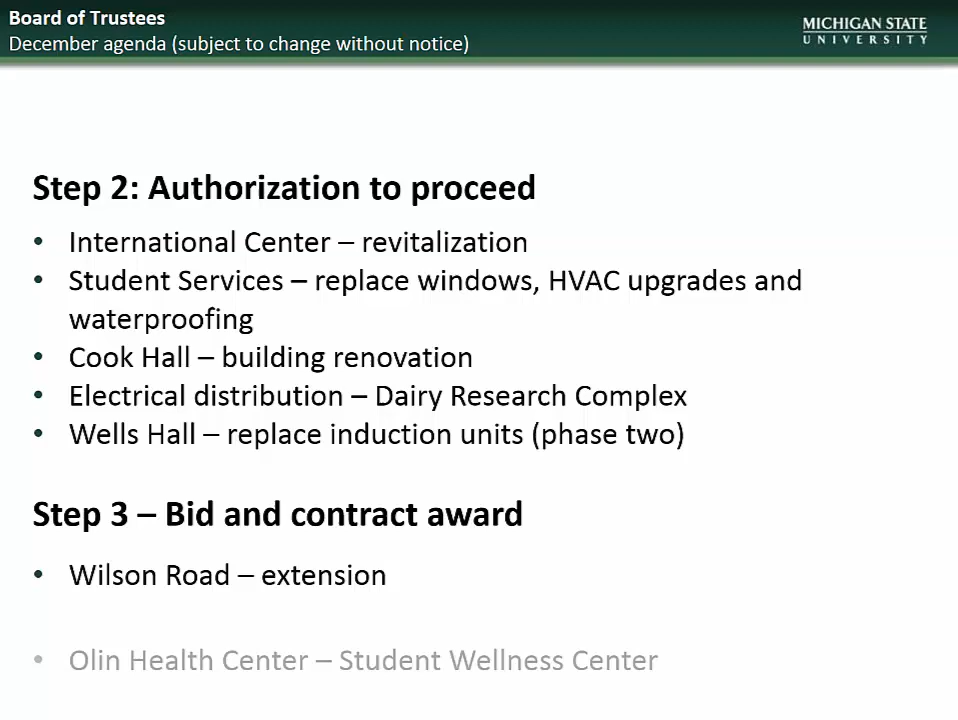 Board of Trustees
December agenda (subject to change without notice)
MICHIGAN STATE
UNIVERSITY
Step 2: Authorization to proceed
• International Center – revitalization
• Student Services – replace windows, HVAC upgrades and
waterproofing
• Cook Hall – building renovation
• Electrical distribution – Dairy Research Complex
• Wells Hall – replace induction units (phase two)
Step 3 – Bid and contract award
• Wilson Road – extension
• Olin Health Center – Student Wellness Center